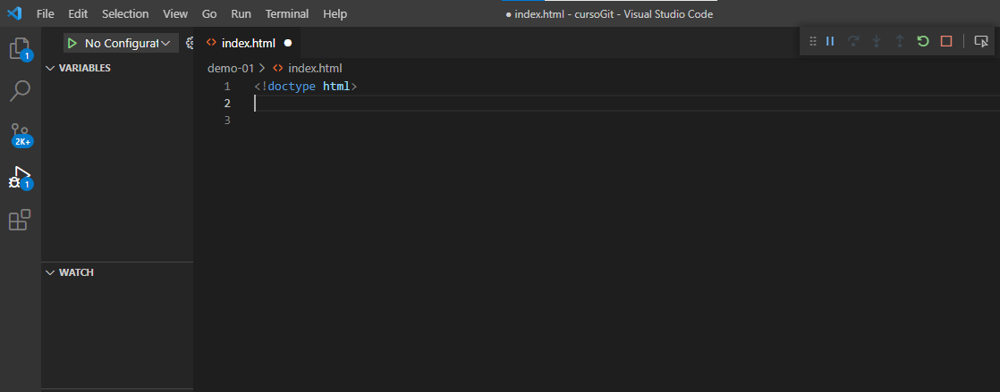 File Edit Selection View Go Run Terminal Help
● index.html - cursoGit - Visual Studio Code
No Configurat
index.html
1
VARIABLES
demo-01 > index.html
1 <!doctype html>
2
3
2K+
1
WATCH